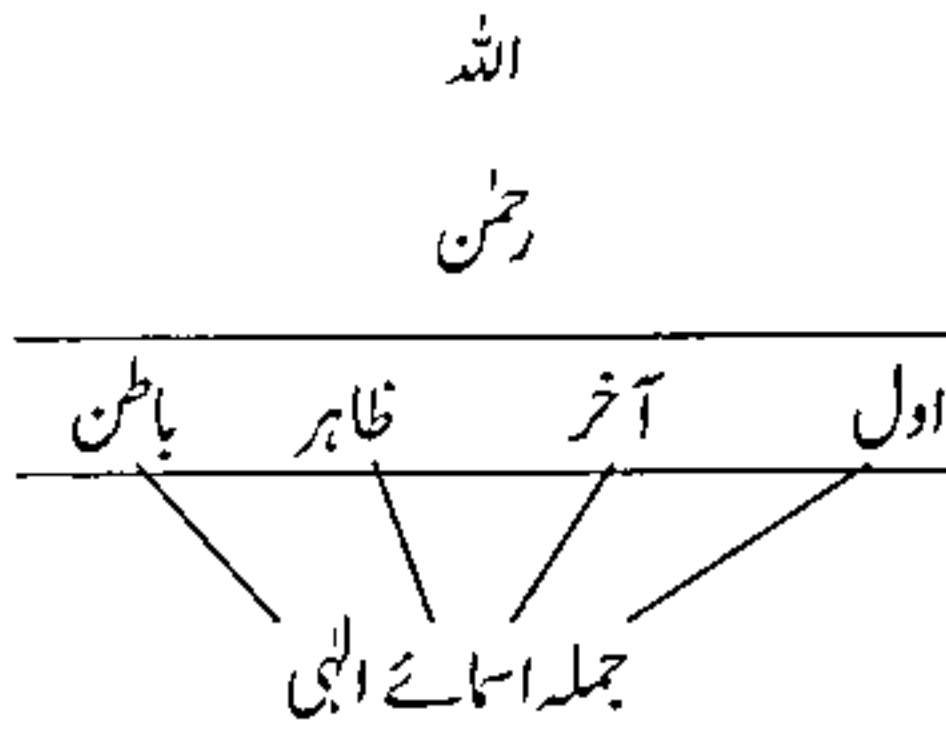 اللہ
رحمٰن
اول آخر ظاہر باطن
جملہ اسمائے الٰہی